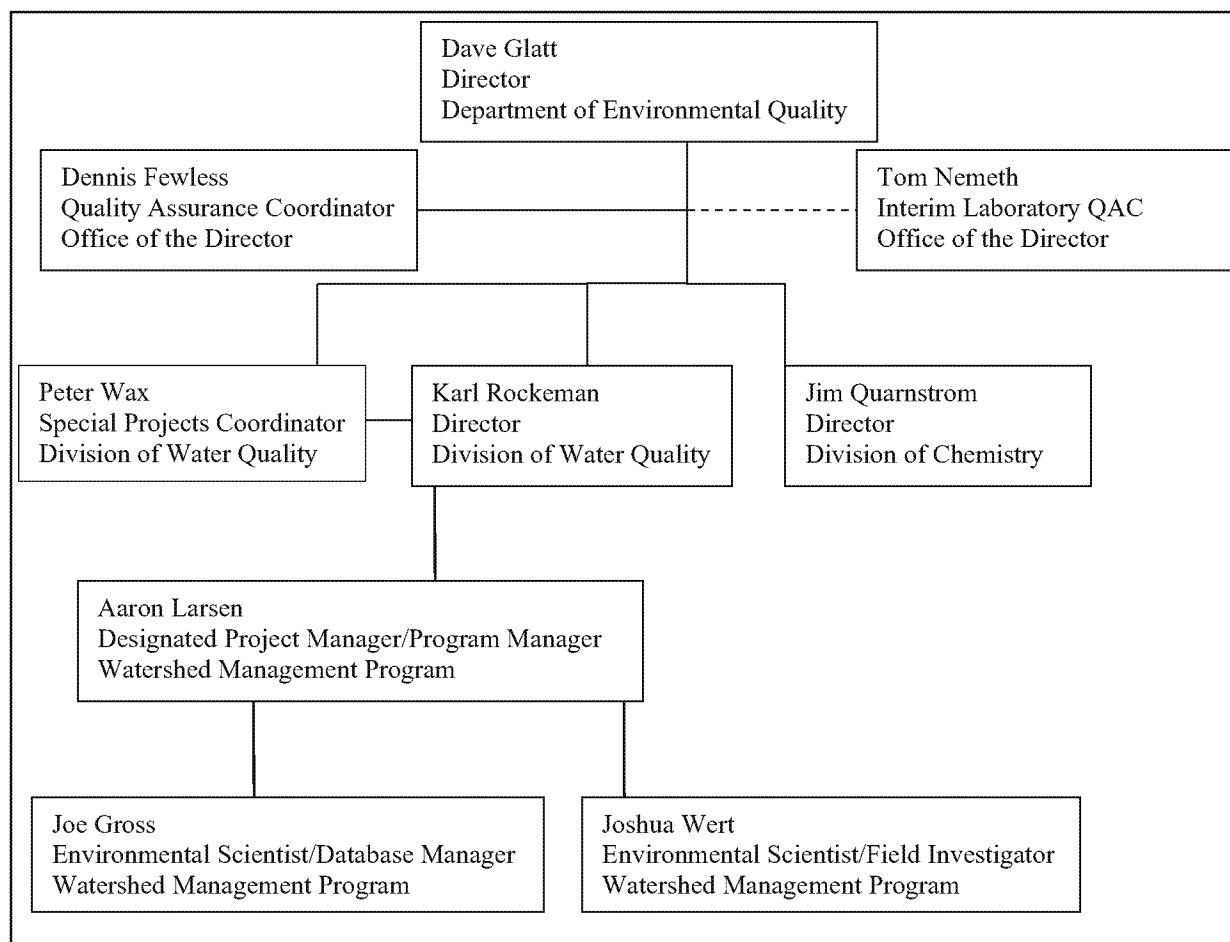 Dave Glatt
Director
Department of Environmental Quality
Dennis Fewless
Quality Assurance Coordinator
Office of the Director
Tom Nemeth
Interim Laboratory QAC
Office of the Director
Peter Wax
Special Projects Coordinator
Division of Water Quality
Karl Rockeman
Director
Division of Water Quality
Jim Quarnstrom
Director
Division of Chemistry
Aaron Larsen
Designated Project Manager/Program Manager
Watershed Management Program
Joe Gross
Environmental Scientist/Database Manager
Watershed Management Program
Joshua Wert
Environmental Scientist/Field Investigator
Watershed Management Program